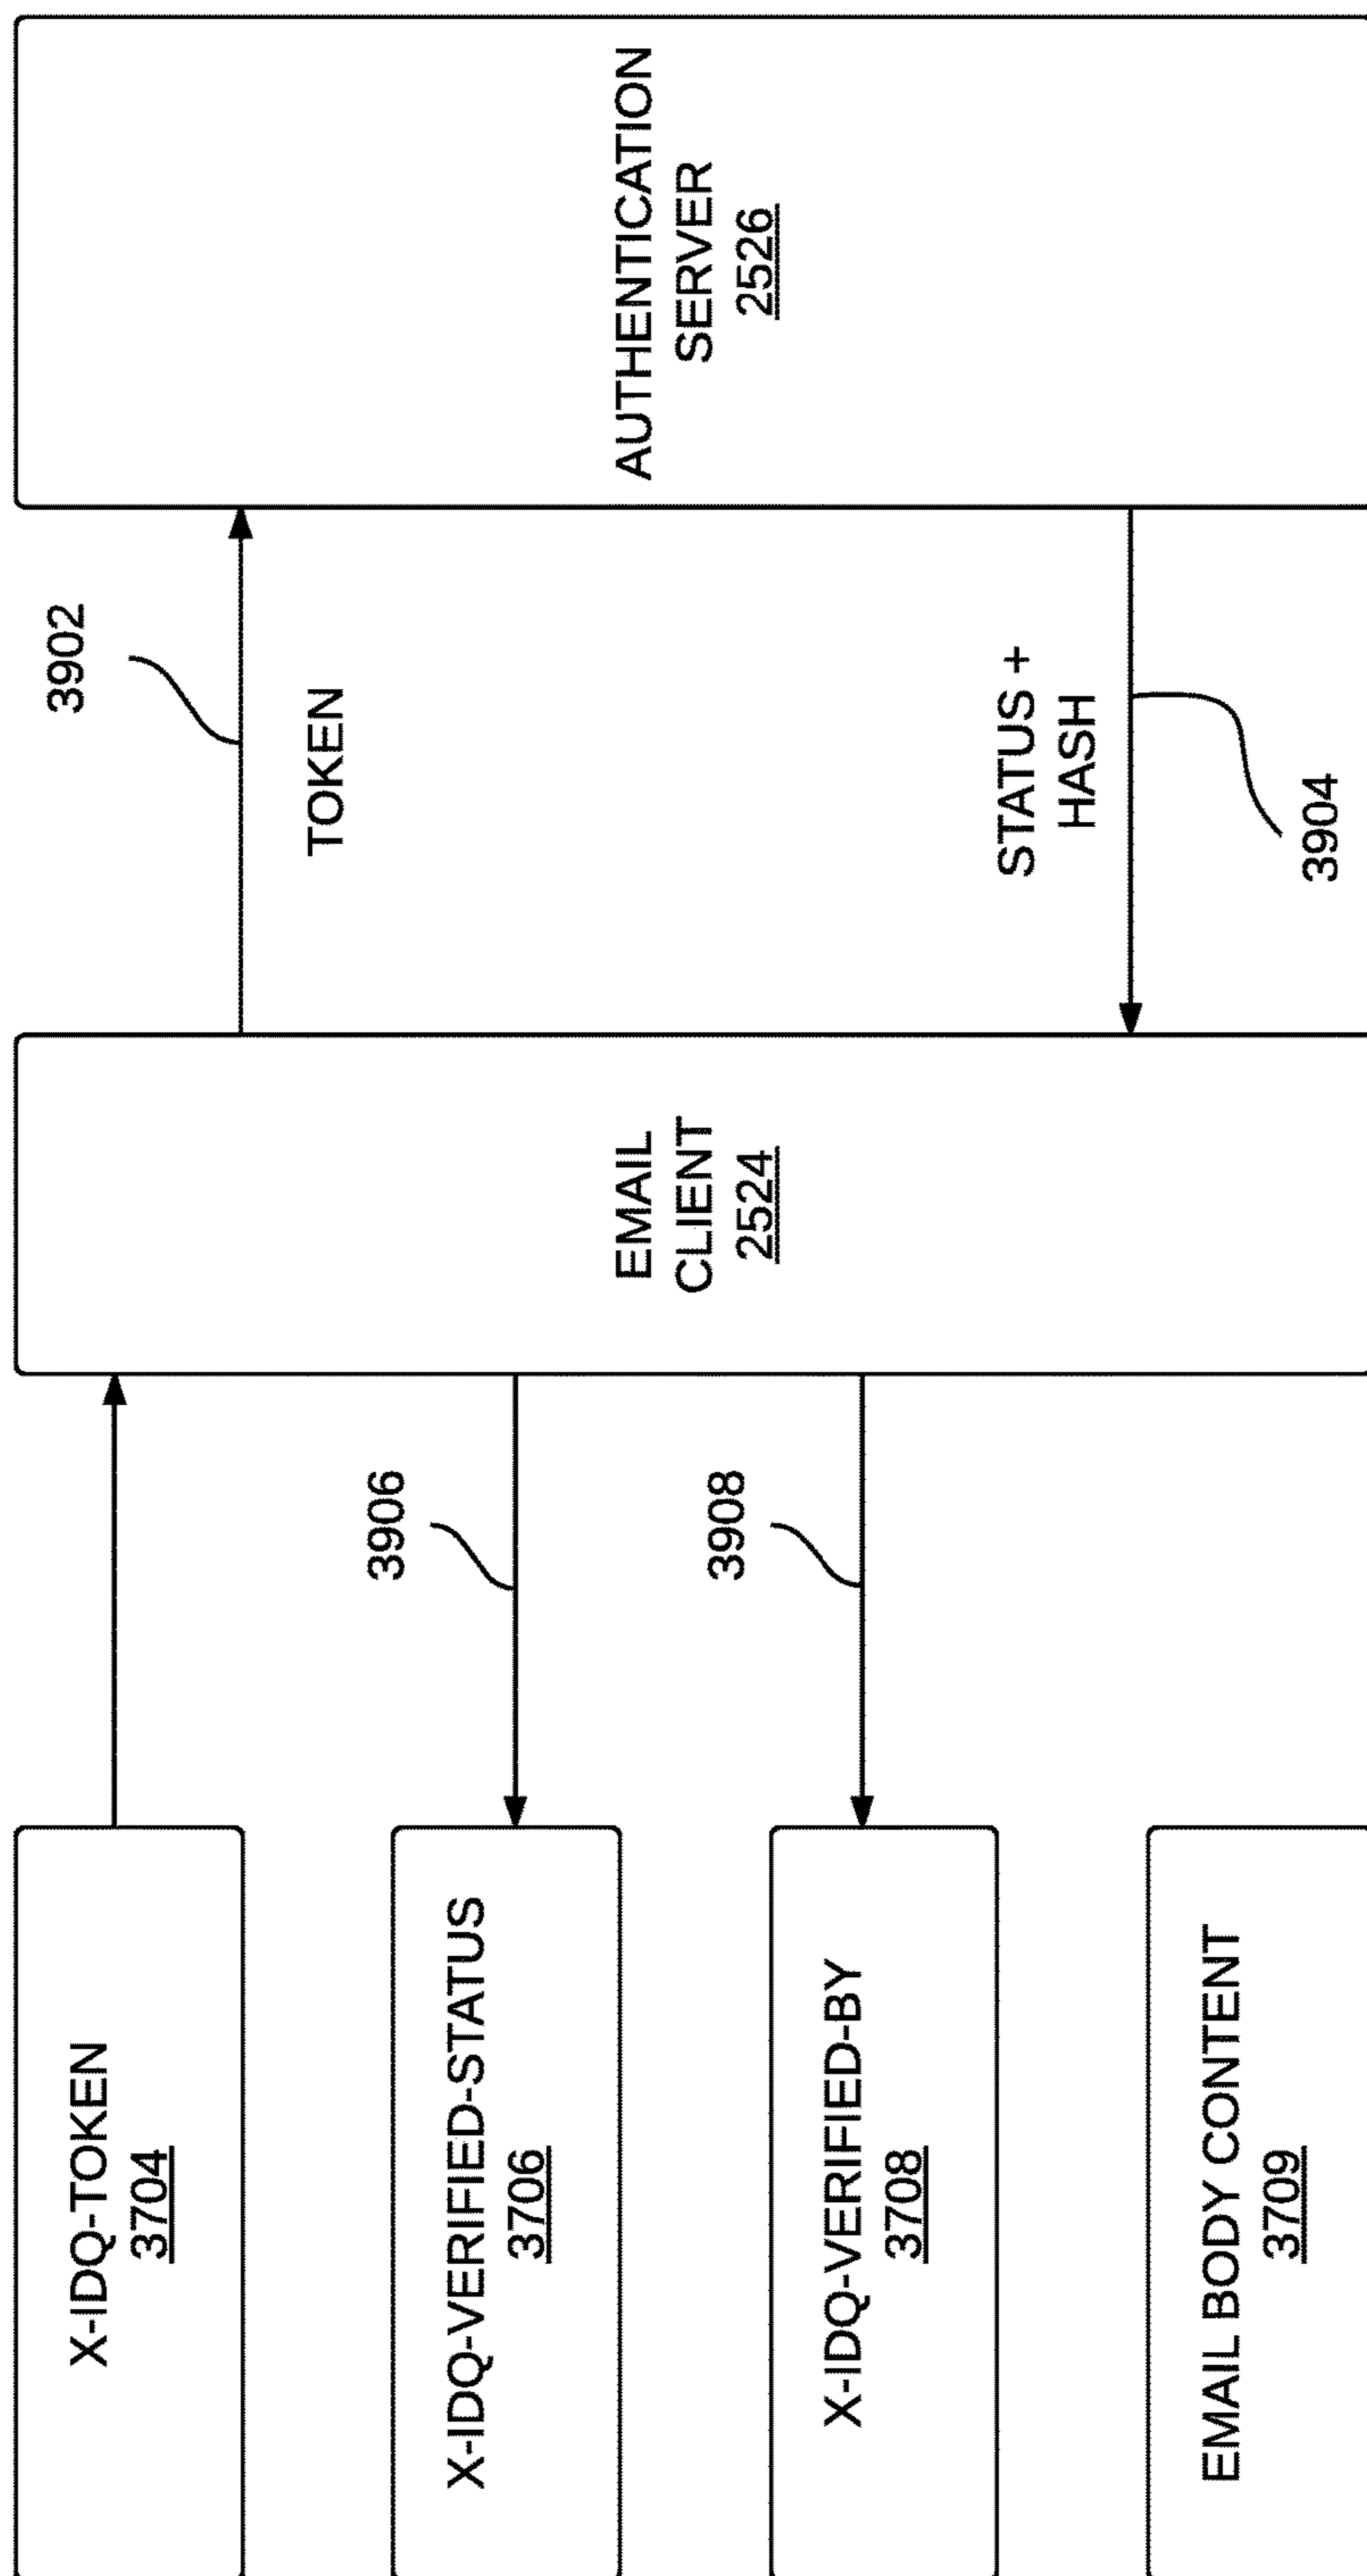 X-IDQ-TOKEN
3704
X-IDQ-VERIFIED-STATUS
3706
X-IDQ-VERIFIED-BY
3708
EMAIL BODY CONTENT
3709
3906
3908
EMAIL
CLIENT
2524
3902
TOKEN
STATUS +
HASH
3904
AUTHENTICATION
SERVER
2526